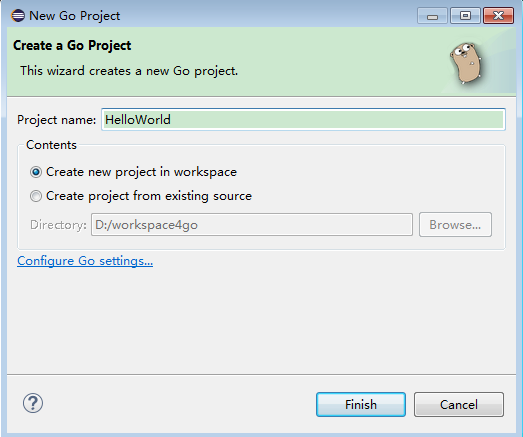 New Go Project
Create a Go Project
This wizard creates a new Go project.
Project name: HelloWorld
Contents
Create new project in workspace
Create project from existing source
Directory: D:/workspace4go Browse...
Configure Go settings...
? Finish Cancel